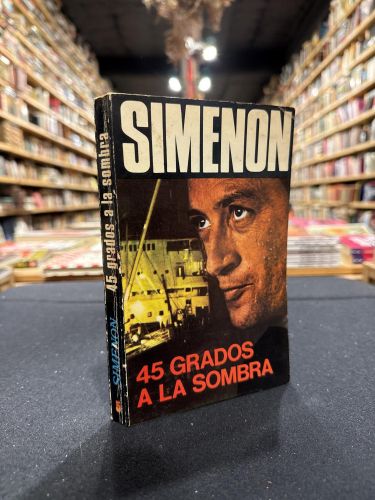 SIMENON
45 GRADOS
A LA SOMBRA
45 grados a la sombra
SIMENON